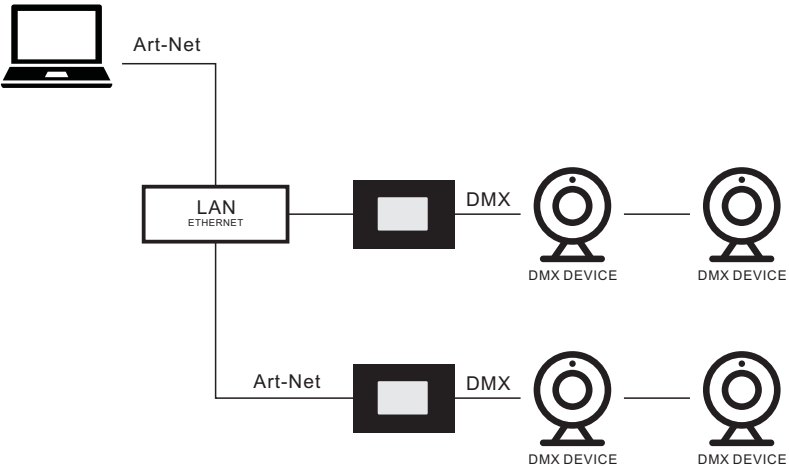 Art-Net
LAN
ETHERNET
DMX
DMX DEVICE
DMX DEVICE
Art-Net
DMX
DMX DEVICE
DMX DEVICE